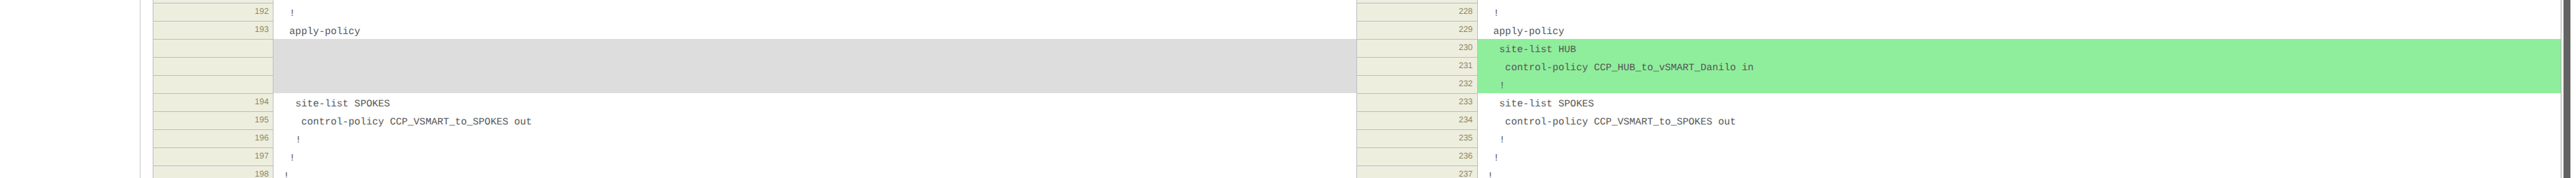 192 !
193 apply-policy
194 site-list SPOKES
195 control-policy CCP_VSMART_to_SPOKES out
196 !
197 !
198 !
228 !
229 apply-policy
230 site-list HUB
231 control-policy CCP_HUB_to_vSMART_Danilo in
232 !
233 site-list SPOKES
234 control-policy CCP_VSMART_to_SPOKES out
235 !
236 !
237 !